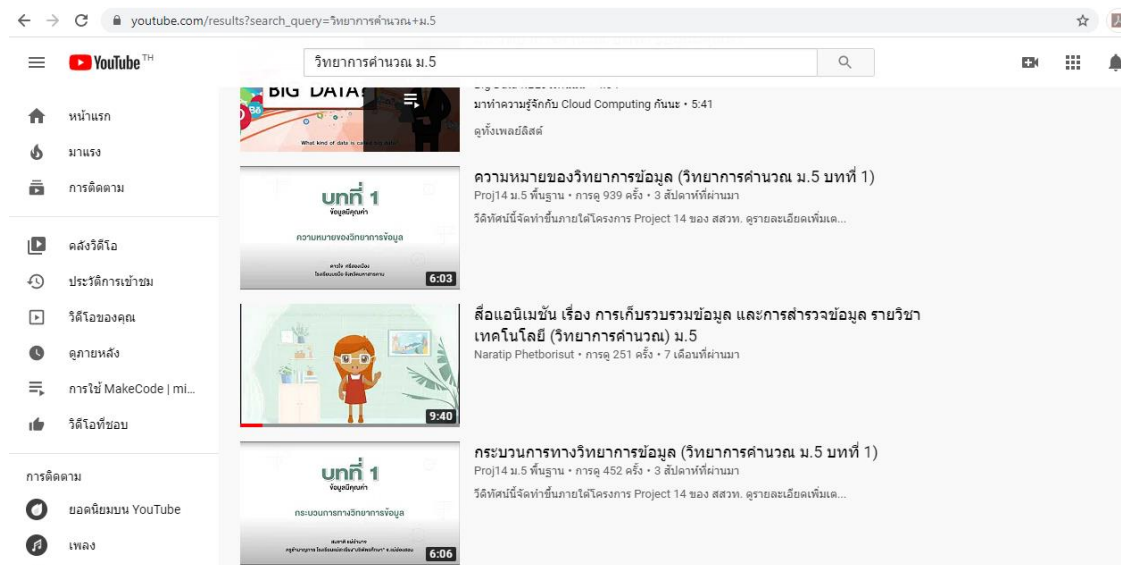 youtube.com/results?search_query=วิทยาการคำนวณ+ม.5
YouTube TH
วิทยาการคำนวณ ม.5
หน้าแรก
มาแรง
การติดตาม
คลังวิดีโอ
ประวัติการเข้าชม
วิดีโอของคุณ
ดูภายหลัง
การใช้ MakeCode | mi...
วิดีโอที่ชอบ
การติดตาม
ยอดนิยมบน YouTube
เพลง
BIG DATA
What kind of data is
มาทำความรู้จักกับ Cloud Computing กันนะ • 5:41
ดูทั้งเพลย์ลิสต์
บทที่ 1
ข้อมูลมีคุณค่า
ความหมายของวิทยาการข้อมูล
6:03
ความหมายของวิทยาการข้อมูล (วิทยาการคำนวณ ม.5 บทที่ 1)
Proj14 ม.5 พื้นฐาน • การดู 939 ครั้ง • 3 สัปดาห์ที่ผ่านมา
วีดิทัศน์นี้จัดทำขึ้นภายใต้โครงการ Project 14 ของ สสวท. ดูรายละเอียดเพิ่มเต...
9:40
สื่อแอนิเมชัน เรื่อง การเก็บรวบรวมข้อมูล และการสำรวจข้อมูล รายวิชา
เทคโนโลยี (วิทยาการคำนวณ) ม.5
Naratip Phetborisut • การดู 251 ครั้ง • 7 เดือนที่ผ่านมา
บทที่ 1
ข้อมูลมีคุณค่า
กระบวนการทางวิทยาการข้อมูล
6:06
กระบวนการทางวิทยาการข้อมูล (วิทยาการคำนวณ ม.5 บทที่ 1)
Proj14 ม.5 พื้นฐาน • การดู 452 ครั้ง • 3 สัปดาห์ที่ผ่านมา
วีดิทัศน์นี้จัดทำขึ้นภายใต้โครงการ Project 14 ของ สสวท. ดูรายละเอียดเพิ่มเต...